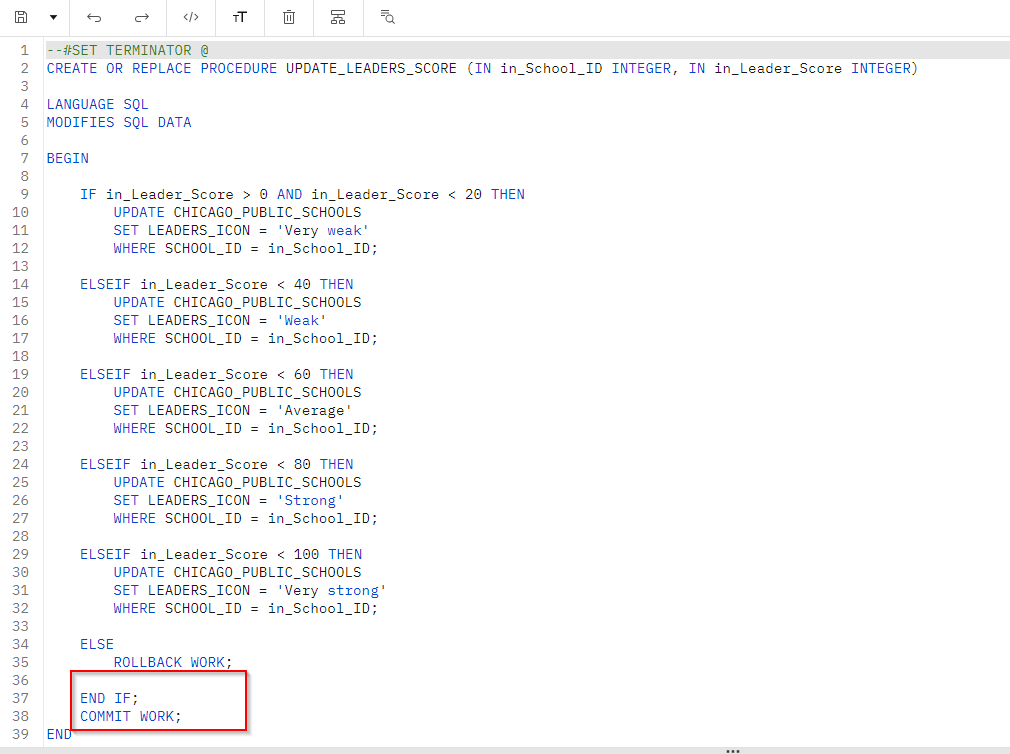 </> TT
1 --#SET TERMINATOR @
2 CREATE OR REPLACE PROCEDURE UPDATE_LEADERS_SCORE (IN in_School_ID INTEGER, IN in_Leader_Score INTEGER)
3
4 LANGUAGE SQL
5 MODIFIES SQL DATA
6
7 BEGIN
8
9 IF in_Leader_Score > 0 AND in_Leader_Score < 20 THEN
10 UPDATE CHICAGO_PUBLIC_SCHOOLS
11 SET LEADERS_ICON = 'Very weak'
12 WHERE SCHOOL_ID = in_School_ID;
13
14 ELSEIF in_Leader_Score < 40 THEN
15 UPDATE CHICAGO_PUBLIC_SCHOOLS
16 SET LEADERS_ICON = 'Weak'
17 WHERE SCHOOL_ID = in_School_ID;
18
19 ELSEIF in_Leader_Score < 60 THEN
20 UPDATE CHICAGO_PUBLIC_SCHOOLS
21 SET LEADERS_ICON = 'Average'
22 WHERE SCHOOL_ID = in_School_ID;
23
24 ELSEIF in_Leader_Score < 80 THEN
25 UPDATE CHICAGO_PUBLIC_SCHOOLS
26 SET LEADERS_ICON = 'Strong'
27 WHERE SCHOOL_ID = in_School_ID;
28
29 ELSEIF in_Leader_Score < 100 THEN
30 UPDATE CHICAGO_PUBLIC_SCHOOLS
31 SET LEADERS_ICON = 'Very strong'
32 WHERE SCHOOL_ID = in_School_ID;
33
34 ELSE
35 ROLLBACK WORK;
36
37 END IF;
38 COMMIT WORK;
39 END